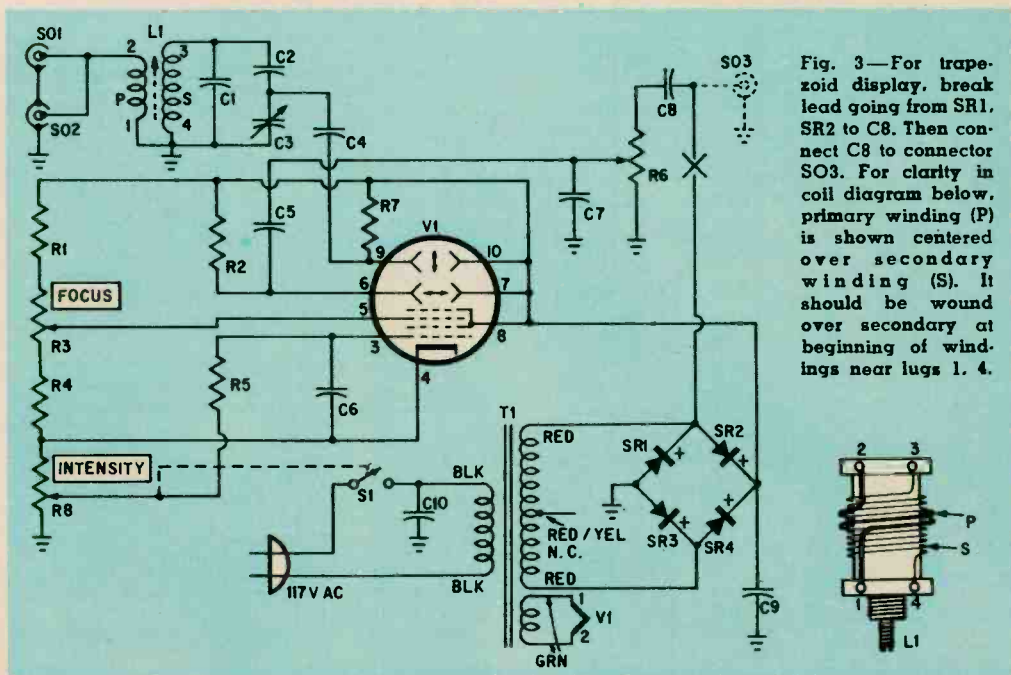 SO1
L1
2
3
C2
P
S
C1
1
4
C3
SO2
C4
SO3
C8
R6
C7
Fig. 3—For trape-
zoid display, break
lead going from SR1,
SR2 to C8. Then con-
nect C8 to connector
SO3. For clarity in
coil diagram below,
primary winding (P)
is shown centered
over secondary
winding (S). It
should be wound
over secondary at
beginning of wind-
ings near lugs 1, 4.
R1
R2
C5
R7
V1
9
10
6
7
5
8
3
4
FOCUS
R3
R4
R5
C6
INTENSITY
R8
S1
C10
BLK
BLK
117V AC
T1
RED
RED/YEL
N.C.
RED
SR1
SR2
+
+
SR3
+
SR4
+
C9
1
V1
2
GRN
2
3
P
S
1
4
L1